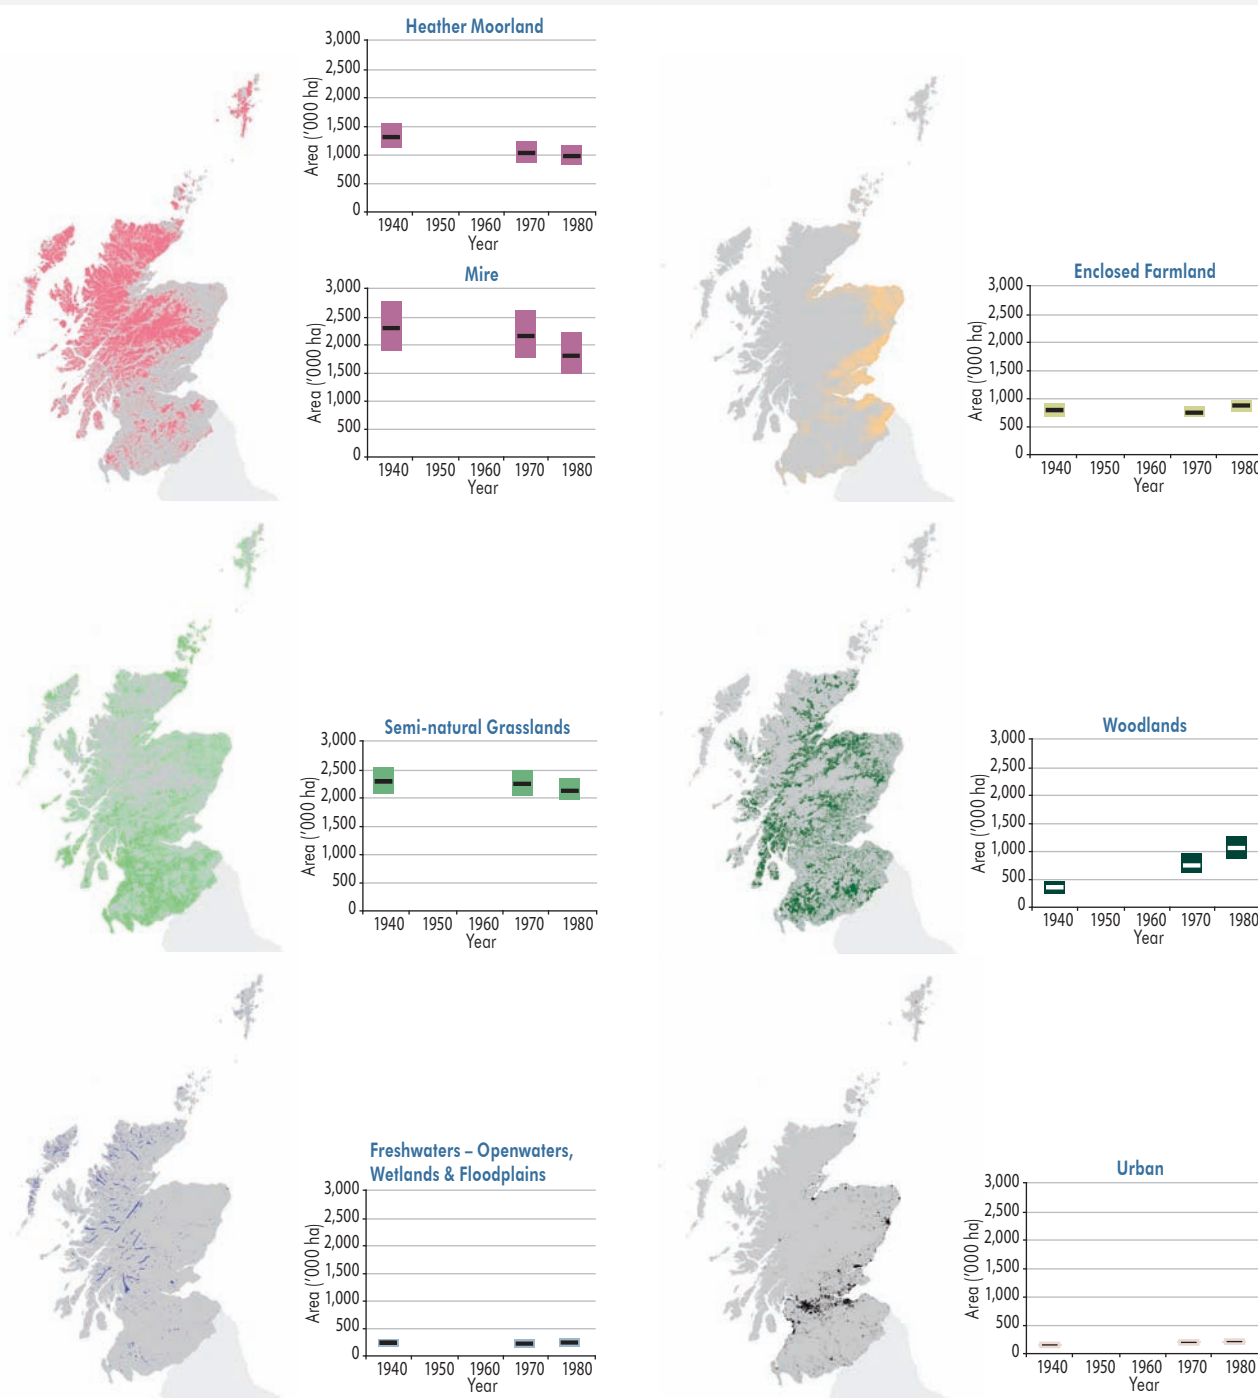 Heather Moorland
3,000
2,500
2,000
1,500
1,000
500
0
Area ('000 ha)
1940 1950 1960 1970 1980
Year
Mire
3,000
2,500
2,000
1,500
1,000
500
0
Area ('000 ha)
1940 1950 1960 1970 1980
Year
Enclosed Farmland
3,000
2,500
2,000
1,500
1,000
500
0
Area ('000 ha)
1940 1950 1960 1970 1980
Year
Semi-natural Grasslands
3,000
2,500
2,000
1,500
1,000
500
0
Area ('000 ha)
1940 1950 1960 1970 1980
Year
Woodlands
3,000
2,500
2,000
1,500
1,000
500
0
Area ('000 ha)
1940 1950 1960 1970 1980
Year
Freshwaters – Openwaters,
Wetlands & Floodplains
3,000
2,500
2,000
1,500
1,000
500
0
Area ('000 ha)
1940 1950 1960 1970 1980
Year
Urban
3,000
2,500
2,000
1,500
1,000
500
0
Area ('000 ha)
1940 1950 1960 1970 1980
Year